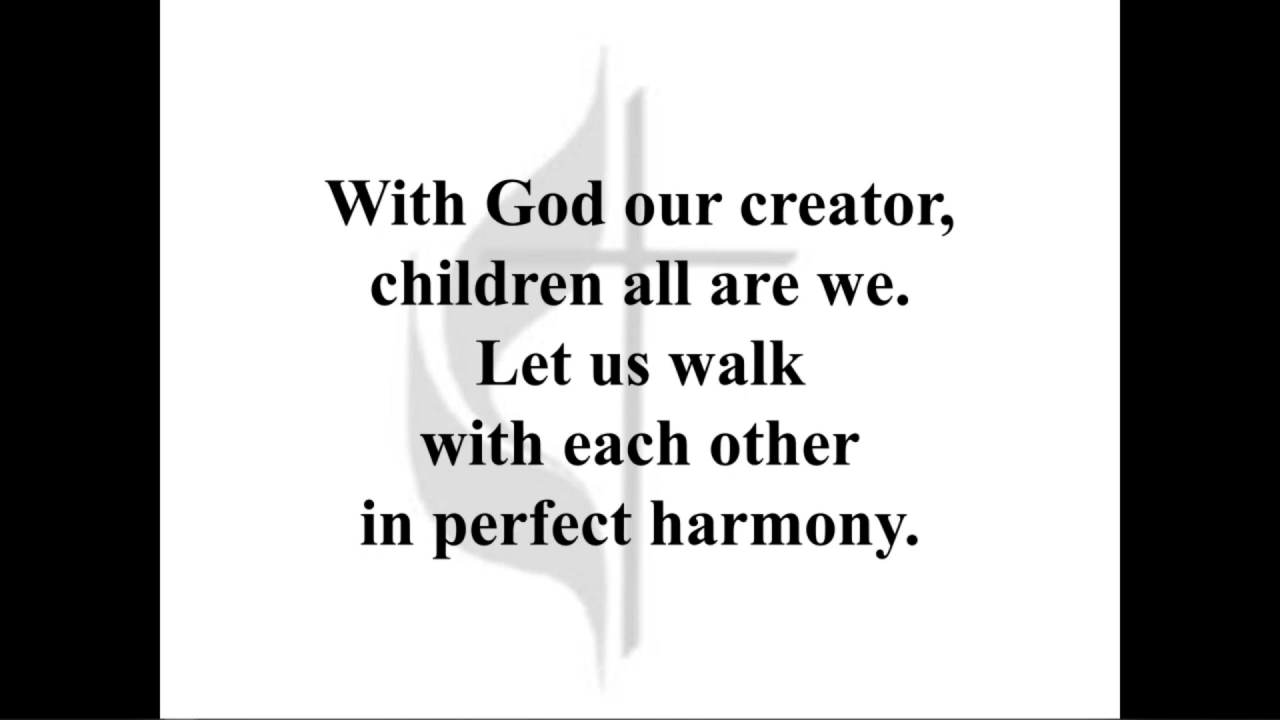 With God our creator,
children all are we.
Let us walk
with each other
in perfect harmony.